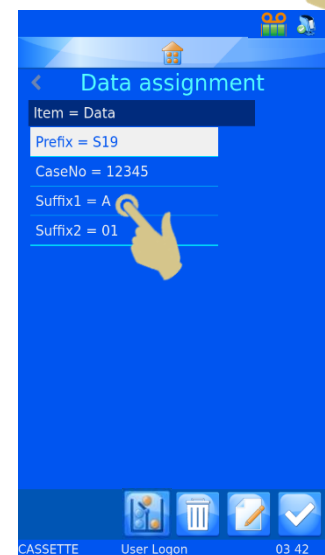 Data assignment
Item = Data
Prefix = S19
CaseNo = 12345
Suffix1 = A
Suffix2 = 01
CASSETTE User Logon 03 42